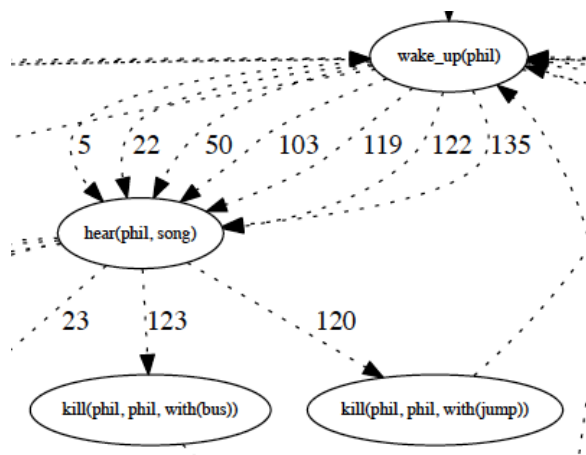 wake_up(phil)
5 22 50 103 119 122 135
hear(phil, song)
23 123 120
kill(phil, phil, with(bus)) kill(phil, phil, with(jump))